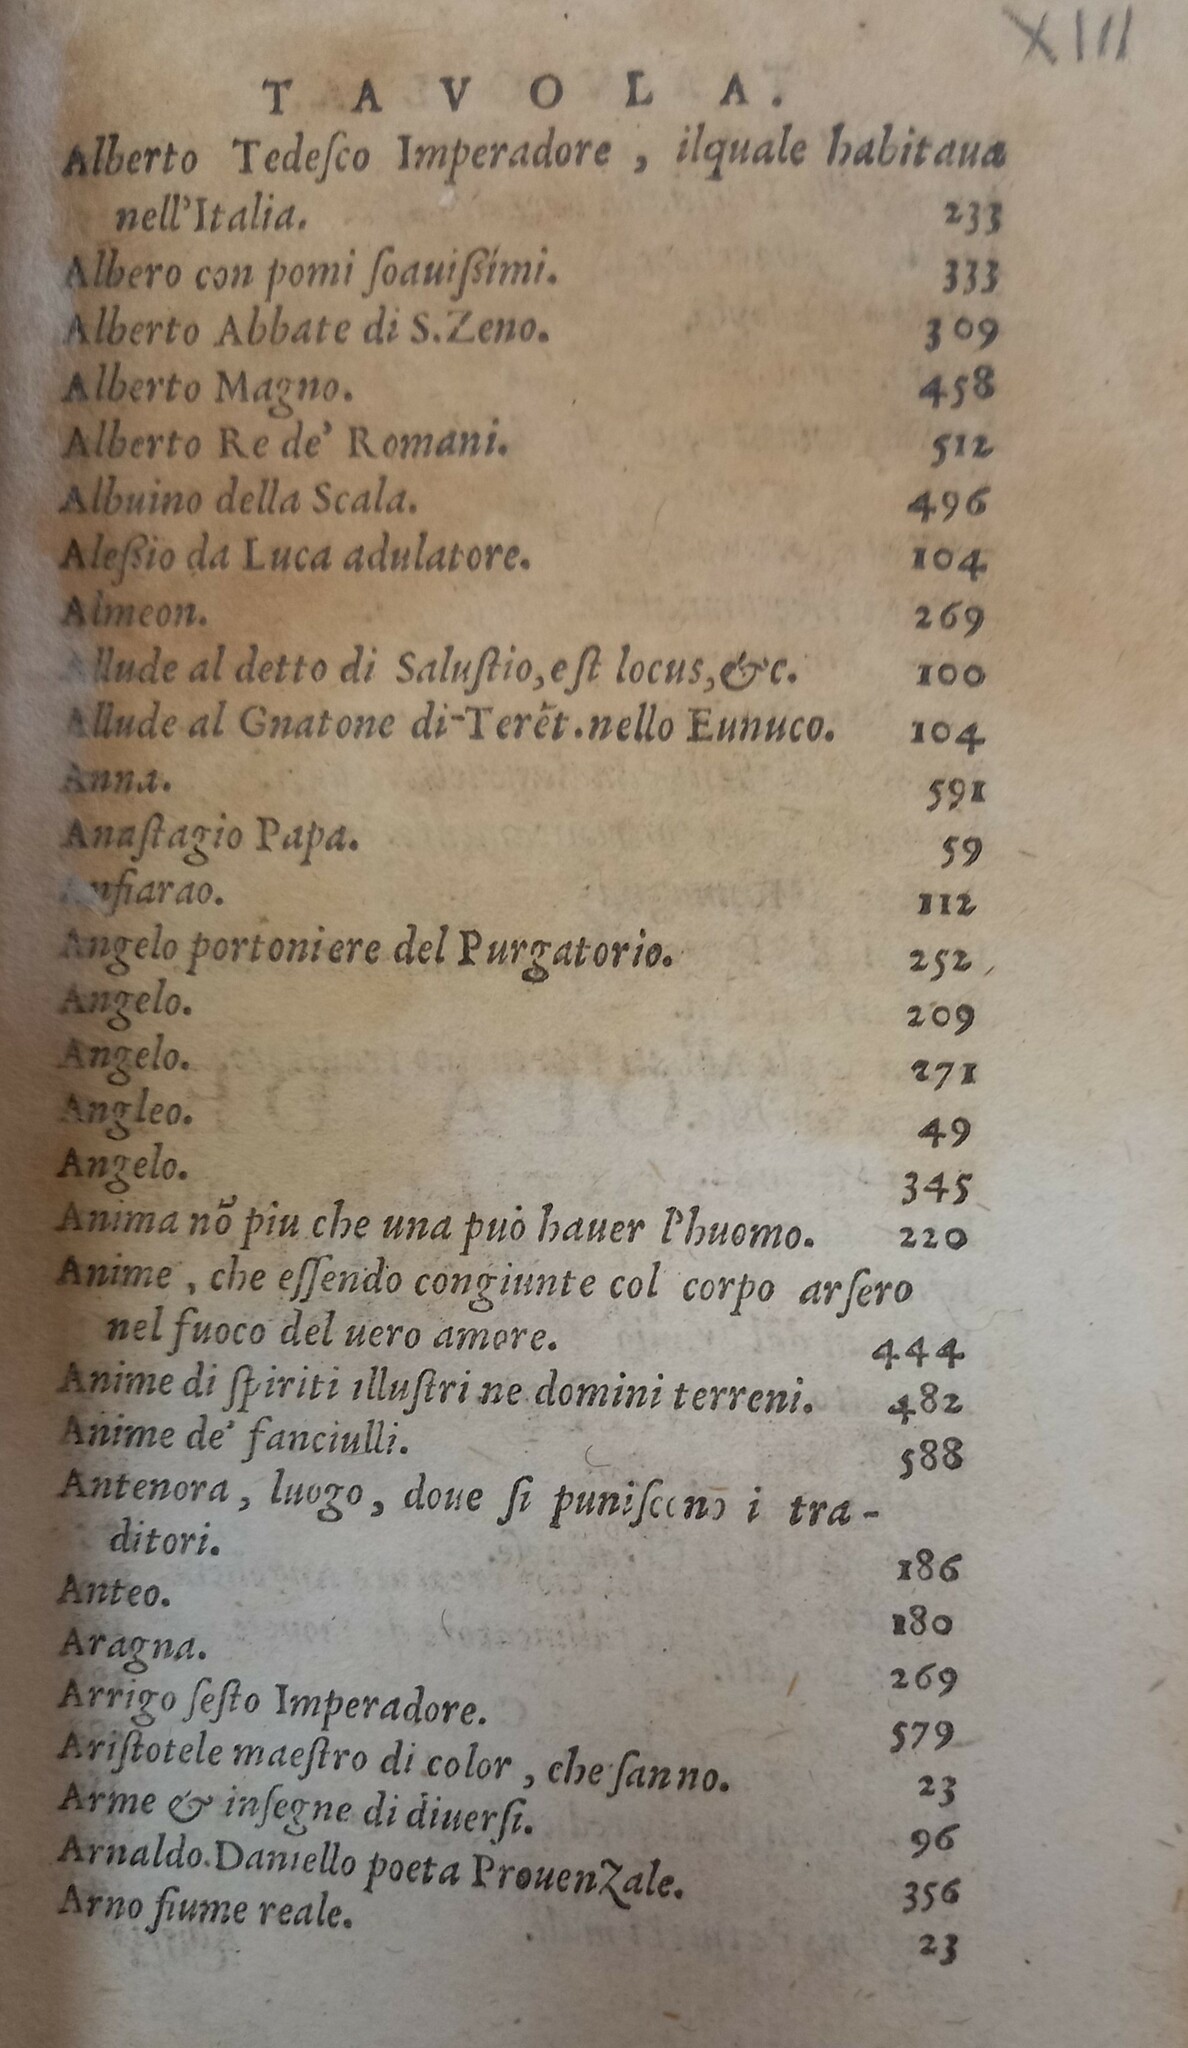 XIII
TAVOLA.
Alberto Tedeſco Imperadore, ilquale habitaua
nell'Italia. 233
Albero con pomi ſoauißimi. 333
Alberto Abbate di S. Zeno. 309
Alberto Magno. 458
Alberto Re de' Romani. 512
Albuino della Scala. 496
Aleßio da Luca adulatore. 104
Almeon. 269
Allude al detto di Saluſtio, eſt locus, &c. 100
Allude al Gnatone di-Terẽt. nello Eunuco. 104
Anna. 591
Anaſtagio Papa. 59
Anfiarao. 112
Angelo portoniere del Purgatorio. 252
Angelo. 209
Angelo. 271
Angleo. 49
Angelo. 345
Anima nõ piu che una può hauer l'huomo. 220
Anime, che eſſendo congiunte col corpo arſero
nel fuoco del uero amore. 444
Anime di ſpiriti illuſtri ne domini terreni. 482
Anime de' fanciulli. 588
Antenora, luogo, doue ſi puniſcono i tra-
ditori. 186
Anteo. 180
Aragna. 269
Arrigo ſeſto Imperadore. 579
Ariſtotele maeſtro di color, che ſanno. 23
Arme & inſegne di diuerſi. 96
Arnaldo Daniello poeta Prouenzale. 356
Arno fiume reale. 23